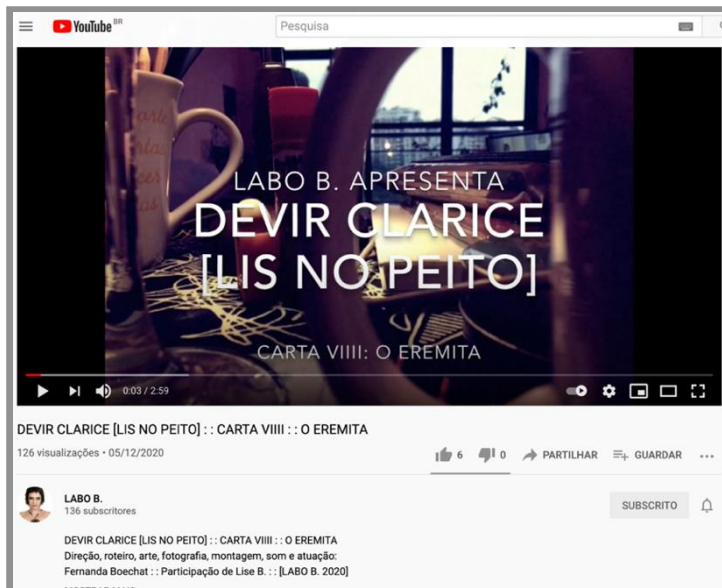 YouTube BR
Pesquisa
arte
LABO B. APRESENTA
DEVIR CLARICE
[LIS NO PEITO]
CARTA VIIII: O EREMITA
0:03 / 2:59
DEVIR CLARICE [LIS NO PEITO] : : CARTA VIIII : : O EREMITA
126 visualizações • 05/12/2020
6
0
PARTILHAR
GUARDAR
LABO B.
136 subscritores
SUBSCRITO
DEVIR CLARICE [LIS NO PEITO] : : CARTA VIIII : : O EREMITA
Direção, roteiro, arte, fotografia, montagem, som e atuação:
Fernanda Boechat : : Participação de Lise B. : : [LABO B. 2020]